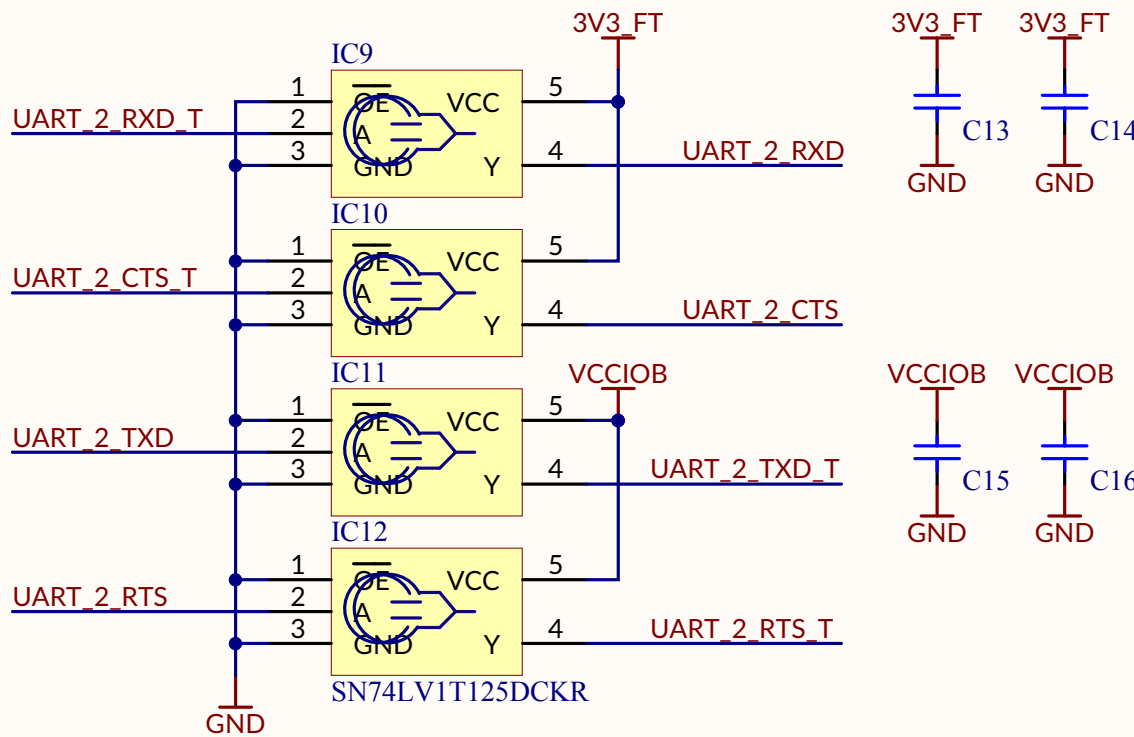 3V3_FT
3V3_FT
3V3_FT
IC9
1
OE
VCC
5
UART_2_RXD_T
2
A
C13
C14
3
GND
Y
4
UART_2_RXD
GND
GND
IC10
1
OE
VCC
5
UART_2_CTS_T
2
A
3
GND
Y
4
UART_2_CTS
IC11
VCCIOB
VCCIOB
VCCIOB
1
OE
VCC
5
UART_2_TXD
2
A
3
GND
Y
4
UART_2_TXD_T
C15
C16
GND
GND
IC12
1
OE
VCC
5
UART_2_RTS
2
A
3
GND
Y
4
UART_2_RTS_T
SN74LV1T125DCKR
GND